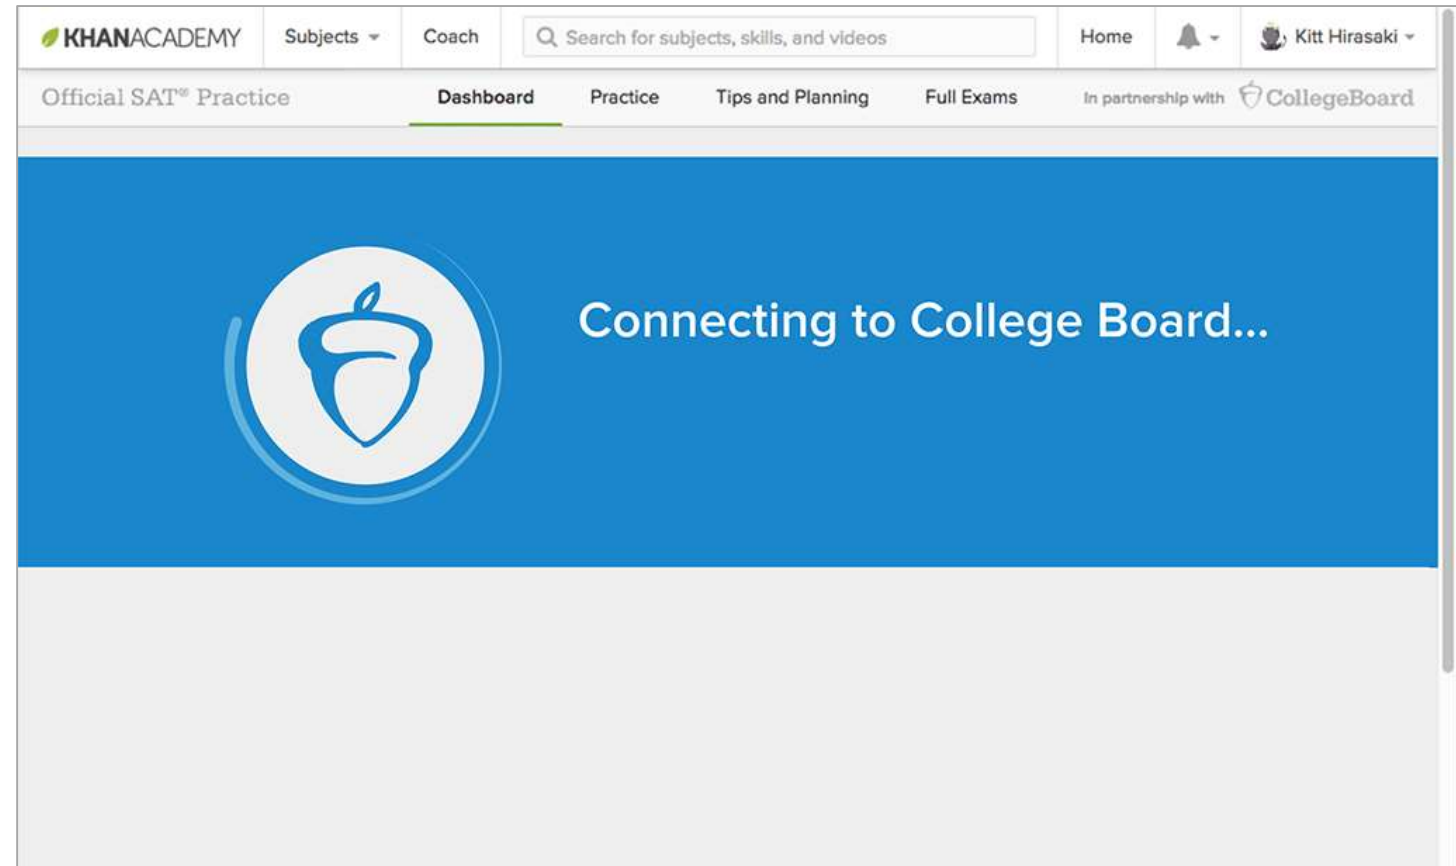 KHANACADEMY Subjects Coach Search for subjects, skills, and videos Home Kitt Hirasaki
Official SAT® Practice Dashboard Practice Tips and Planning Full Exams In partnership with CollegeBoard
Connecting to College Board...